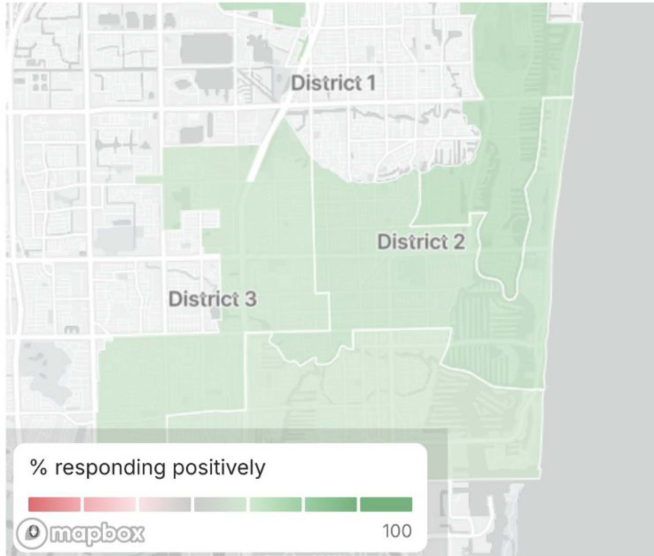 District 1
District 2
District 3
% responding positively
100
mapbox